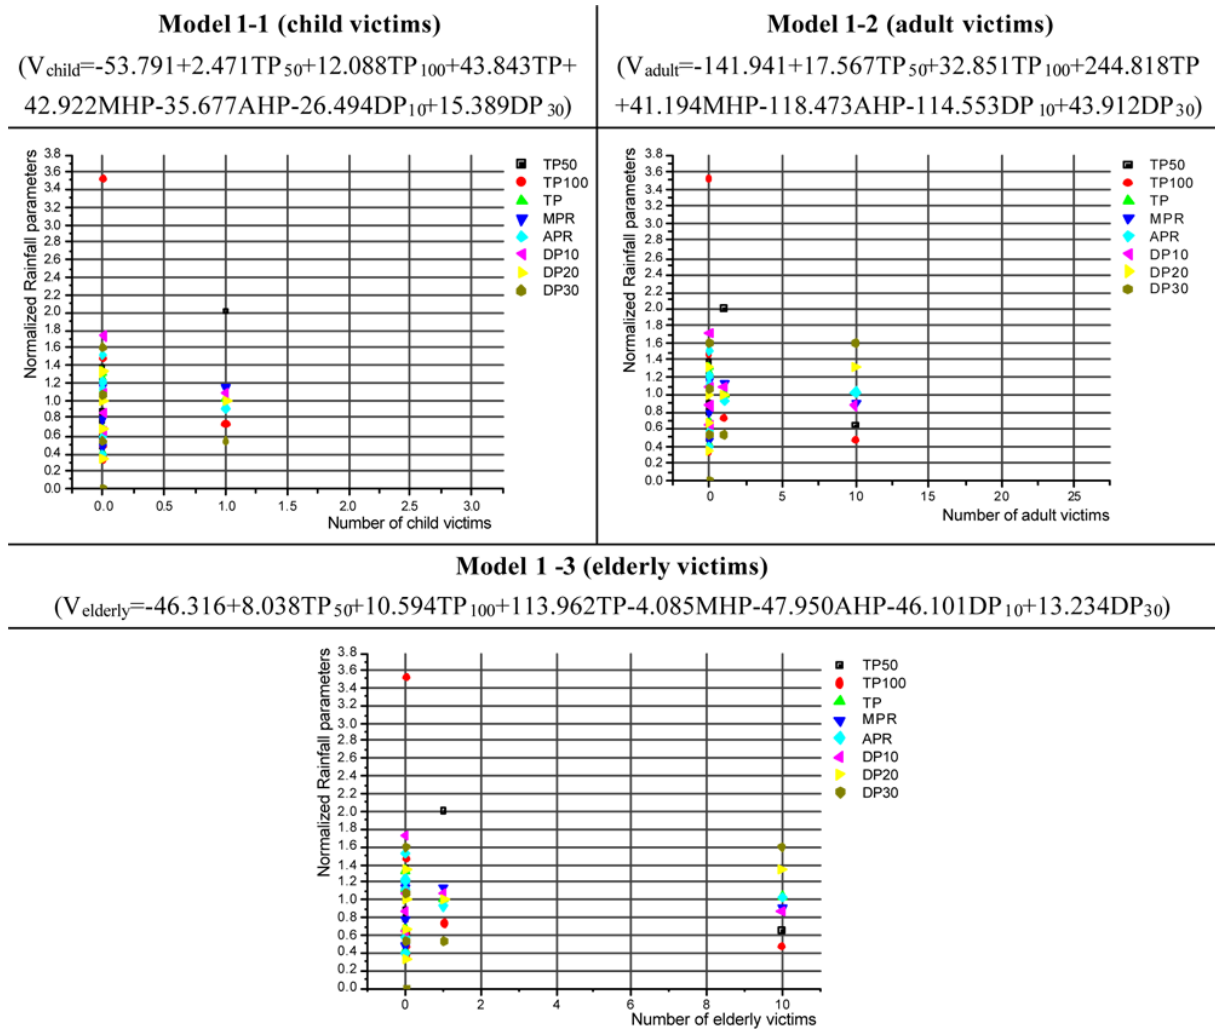 Model 1-1 (child victims)
(Vchild=-53.791+2.471TP50+12.088TP100+43.843TP+
42.922MHP-35.677AHP-26.494DP10+15.389DP30)
Model 1-2 (adult victims)
(Vadult=-141.941+17.567TP50+32.851TP100+244.818TP
+41.194MHP-118.473AHP-114.553DP10+43.912DP30)
Normalized Rainfall parameters
3.8
3.6
3.4
3.2
3.0
2.8
2.6
2.4
2.2
2.0
1.8
1.6
1.4
1.2
1.0
0.8
0.6
0.4
0.2
0.0
0.0 0.5 1.0 1.5 2.0 2.5 3.0
Number of child victims
TP50
TP100
TP
MPR
APR
DP10
DP20
DP30
Normalized Rainfall parameters
3.8
3.6
3.4
3.2
3.0
2.8
2.6
2.4
2.2
2.0
1.8
1.6
1.4
1.2
1.0
0.8
0.6
0.4
0.2
0.0
0 5 10 15 20 25
Number of adult victims
TP50
TP100
TP
MPR
APR
DP10
DP20
DP30
Model 1 -3 (elderly victims)
(Velderly=-46.316+8.038TP50+10.594TP100+113.962TP-4.085MHP-47.950AHP-46.101DP10+13.234DP30)
Normalized Rainfall parameters
3.8
3.6
3.4
3.2
3.0
2.8
2.6
2.4
2.2
2.0
1.8
1.6
1.4
1.2
1.0
0.8
0.6
0.4
0.2
0.0
0 2 4 6 8 10
Number of elderly victims
TP50
TP100
TP
MPR
APR
DP10
DP20
DP30